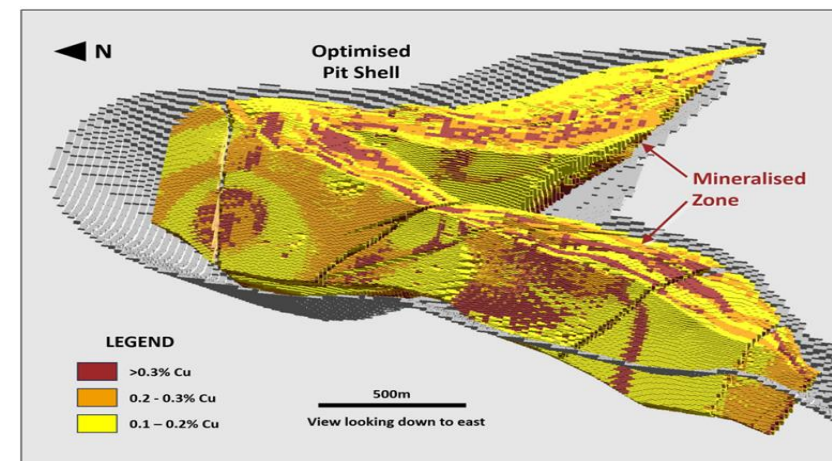 N
Optimised
Pit Shell
Mineralised
Zone
LEGEND
>0.3% Cu
0.2 - 0.3% Cu
0.1 – 0.2% Cu
500m
View looking down to east